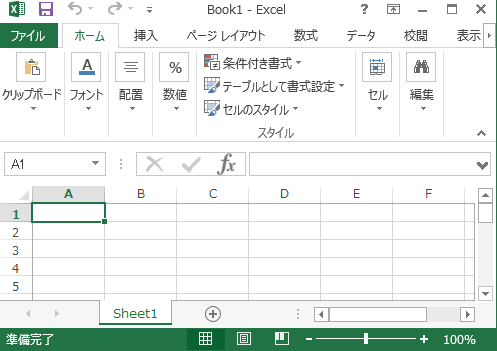 Book1 - Excel
ファイル ホーム 挿入 ページ レイアウト 数式 データ 校閲 表示
クリップボード フォント 配置 % 数値 条件付き書式 テーブルとして書式設定 セルのスタイル スタイル セル 編集
A1 fx
A B C D E F
1
2
3
4
5
Sheet1
準備完了 100%